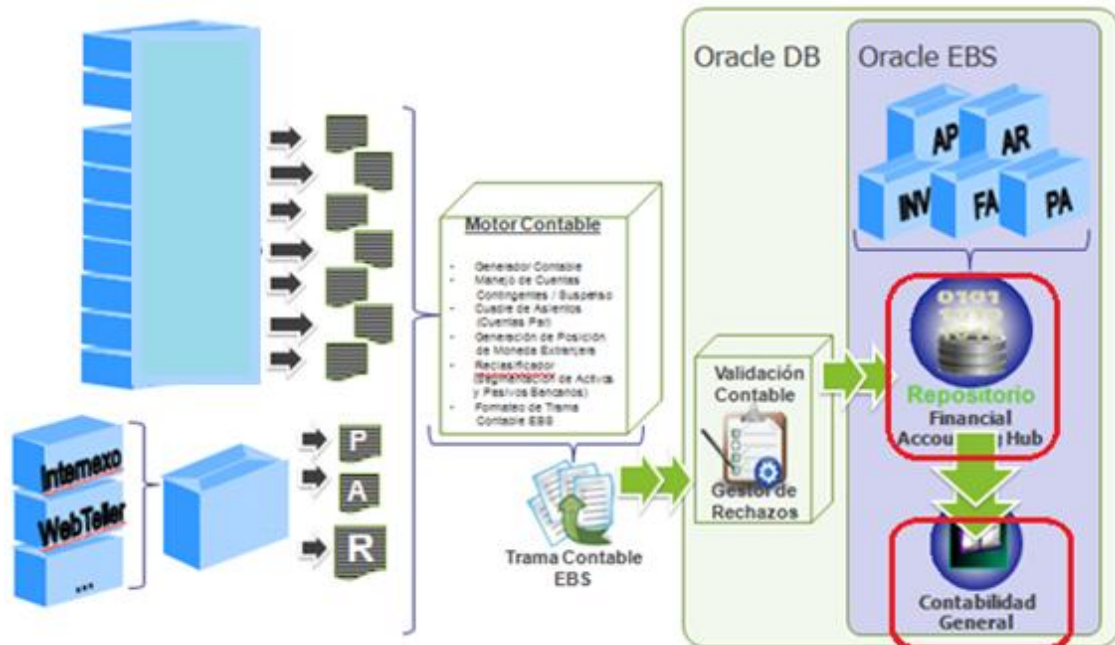 Oracle DB
Oracle EBS
AP
AR
INV
FA
PA
Motor Contable
- Generador Contable
- Manejo de Cuentas
Contingentes / Suspenso
- Cuadre de Asientos
(Cuentas Par)
- Generación de Posición
de Moneda Extranjera
- Reclasificador
(Segmentación de Activos
y Pasivos Bancarios)
- Formateo de Trama
Contable EBS
Validación
Contable
Gestor de
Rechazos
Repositorio
Financial
Accounting Hub
Contabilidad
General
Internexo
WebTeller
...
P
A
R
Trama Contable
EBS